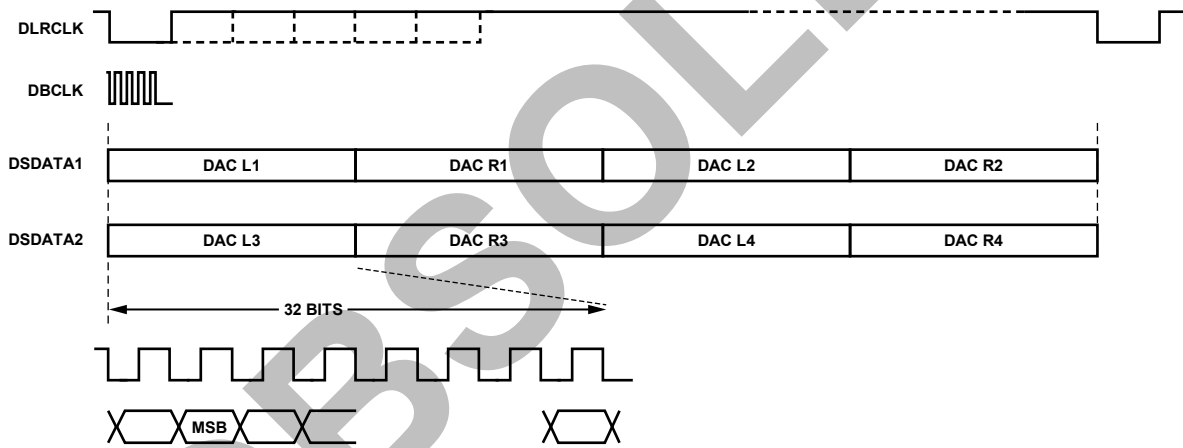 DLRCLK
DBCLK
DSDATA1 DAC L1 DAC R1 DAC L2 DAC R2
DSDATA2 DAC L3 DAC R3 DAC L4 DAC R4
32 BITS
MSB
OBSOLE